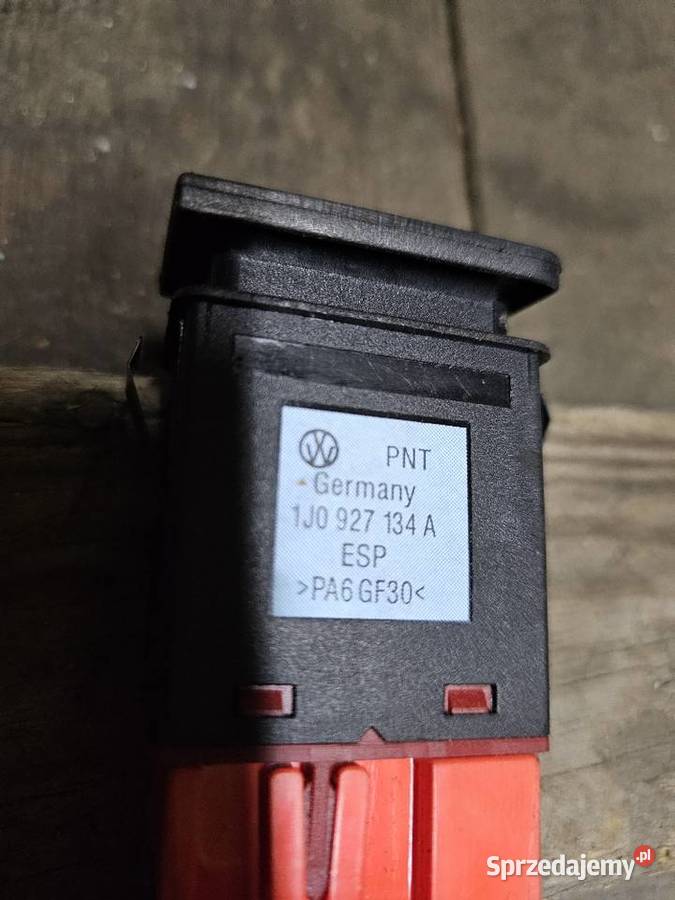 PNT
Germany
1J0 927 134 A
ESP
>PA6 GF30<
Sprzedajemy.pl